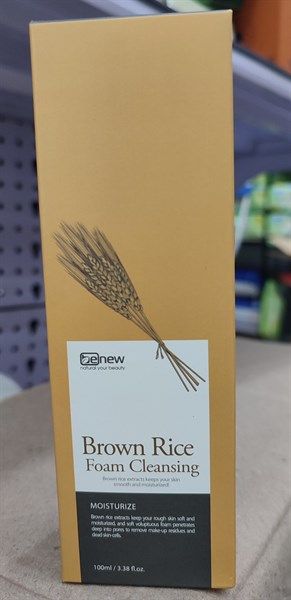 benew
natural your beauty
Brown Rice
Foam Cleansing
Brown rice extracts keeps your skin
smooth and moisturized!
MOISTURIZE
Brown rice extracts keep your rough skin soft and
moisturized, and soft voluptuous foam penetrates
deep into pores to remove make-up residues and
dead skin-cells.
100ml / 3.38 fl.oz.